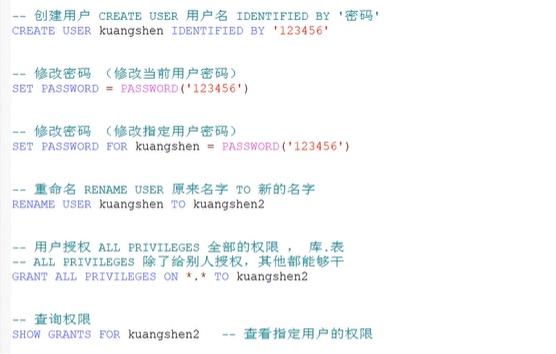 -- 创建用户 CREATE USER 用户名 IDENTIFIED BY '密码'
CREATE USER kuangshen IDENTIFIED BY '123456'
-- 修改密码 （修改当前用户密码）
SET PASSWORD = PASSWORD('123456')
-- 修改密码 （修改指定用户密码）
SET PASSWORD FOR kuangshen = PASSWORD('123456')
-- 重命名 RENAME USER 原来名字 TO 新的名字
RENAME USER kuangshen TO kuangshen2
-- 用户授权 ALL PRIVILEGES 全部的权限 ， 库.表
-- ALL PRIVILEGES 除了给别人授权，其他都能够干
GRANT ALL PRIVILEGES ON *.* TO kuangshen2
-- 查询权限
SHOW GRANTS FOR kuangshen2 -- 查看指定用户的权限